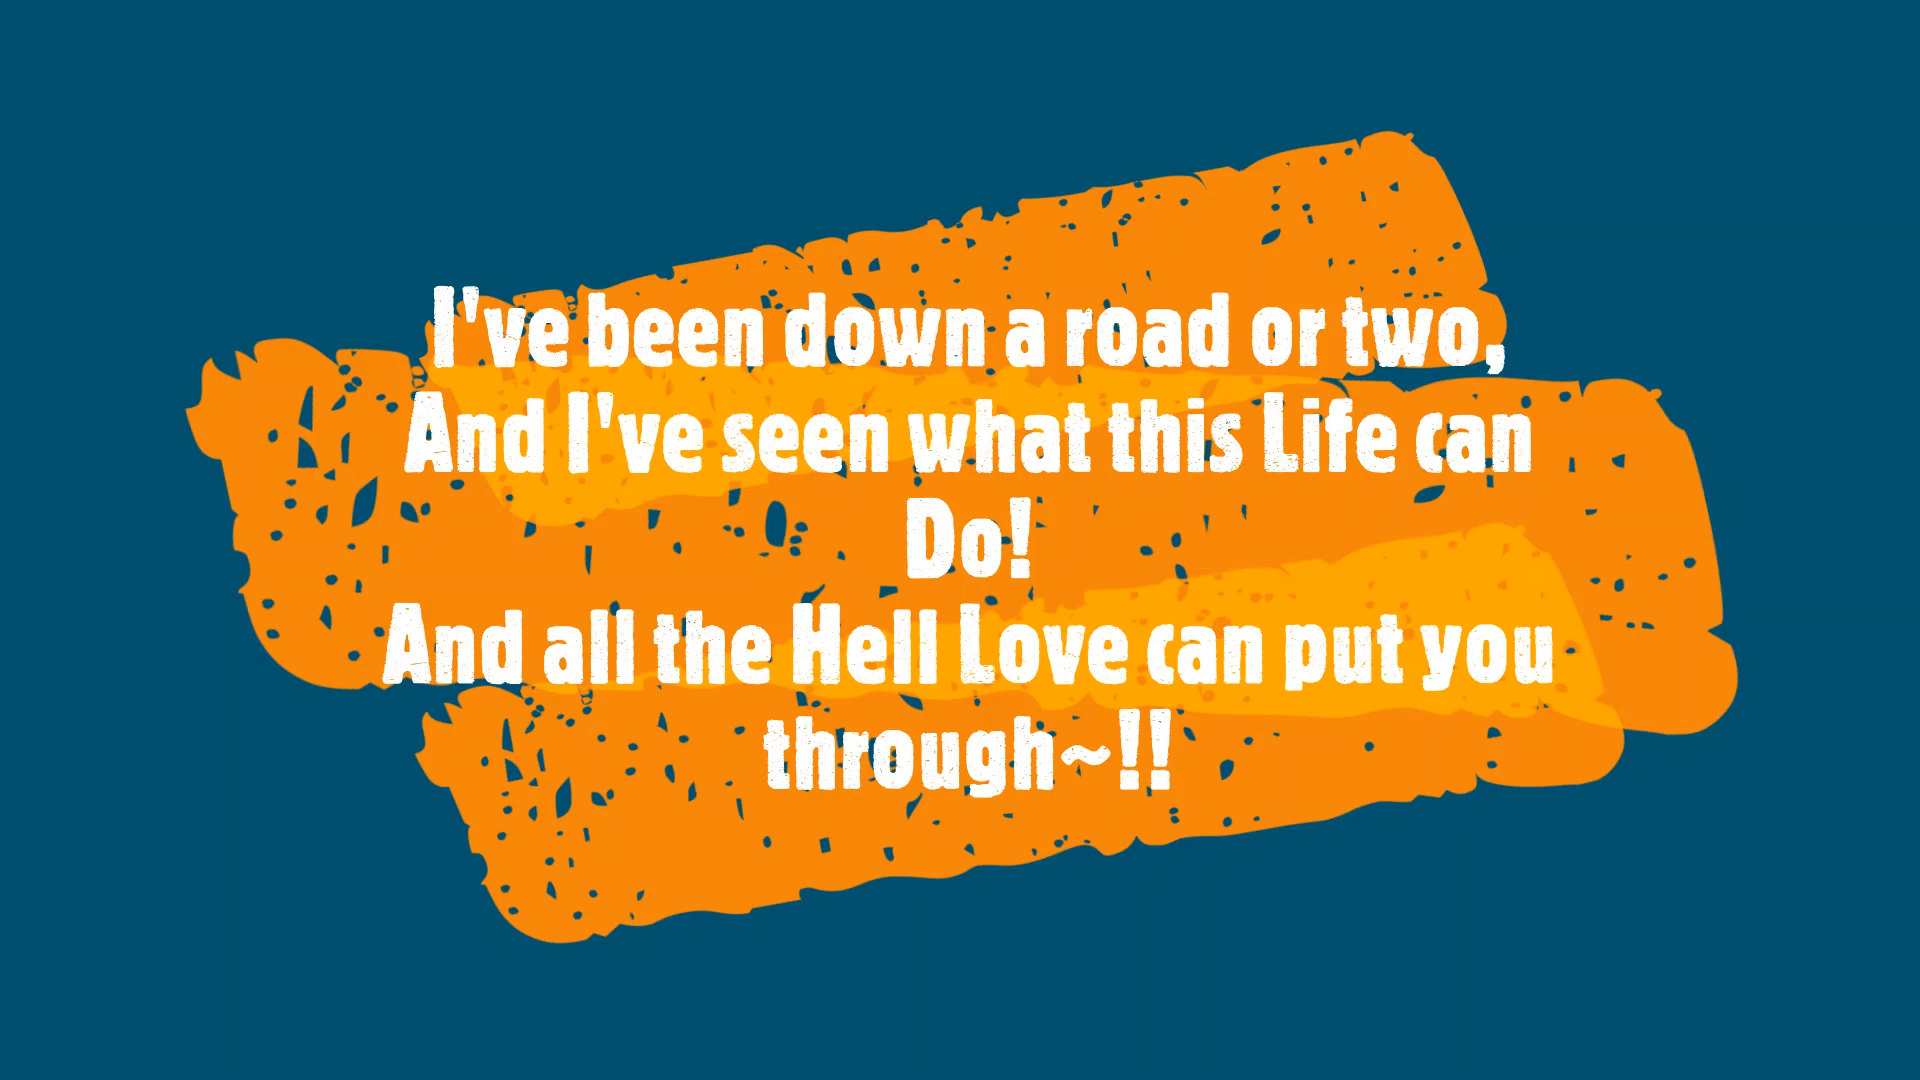 I've been down a road or two,
And I've seen what this Life can
Do!
And all the Hell Love can put you
through~!!